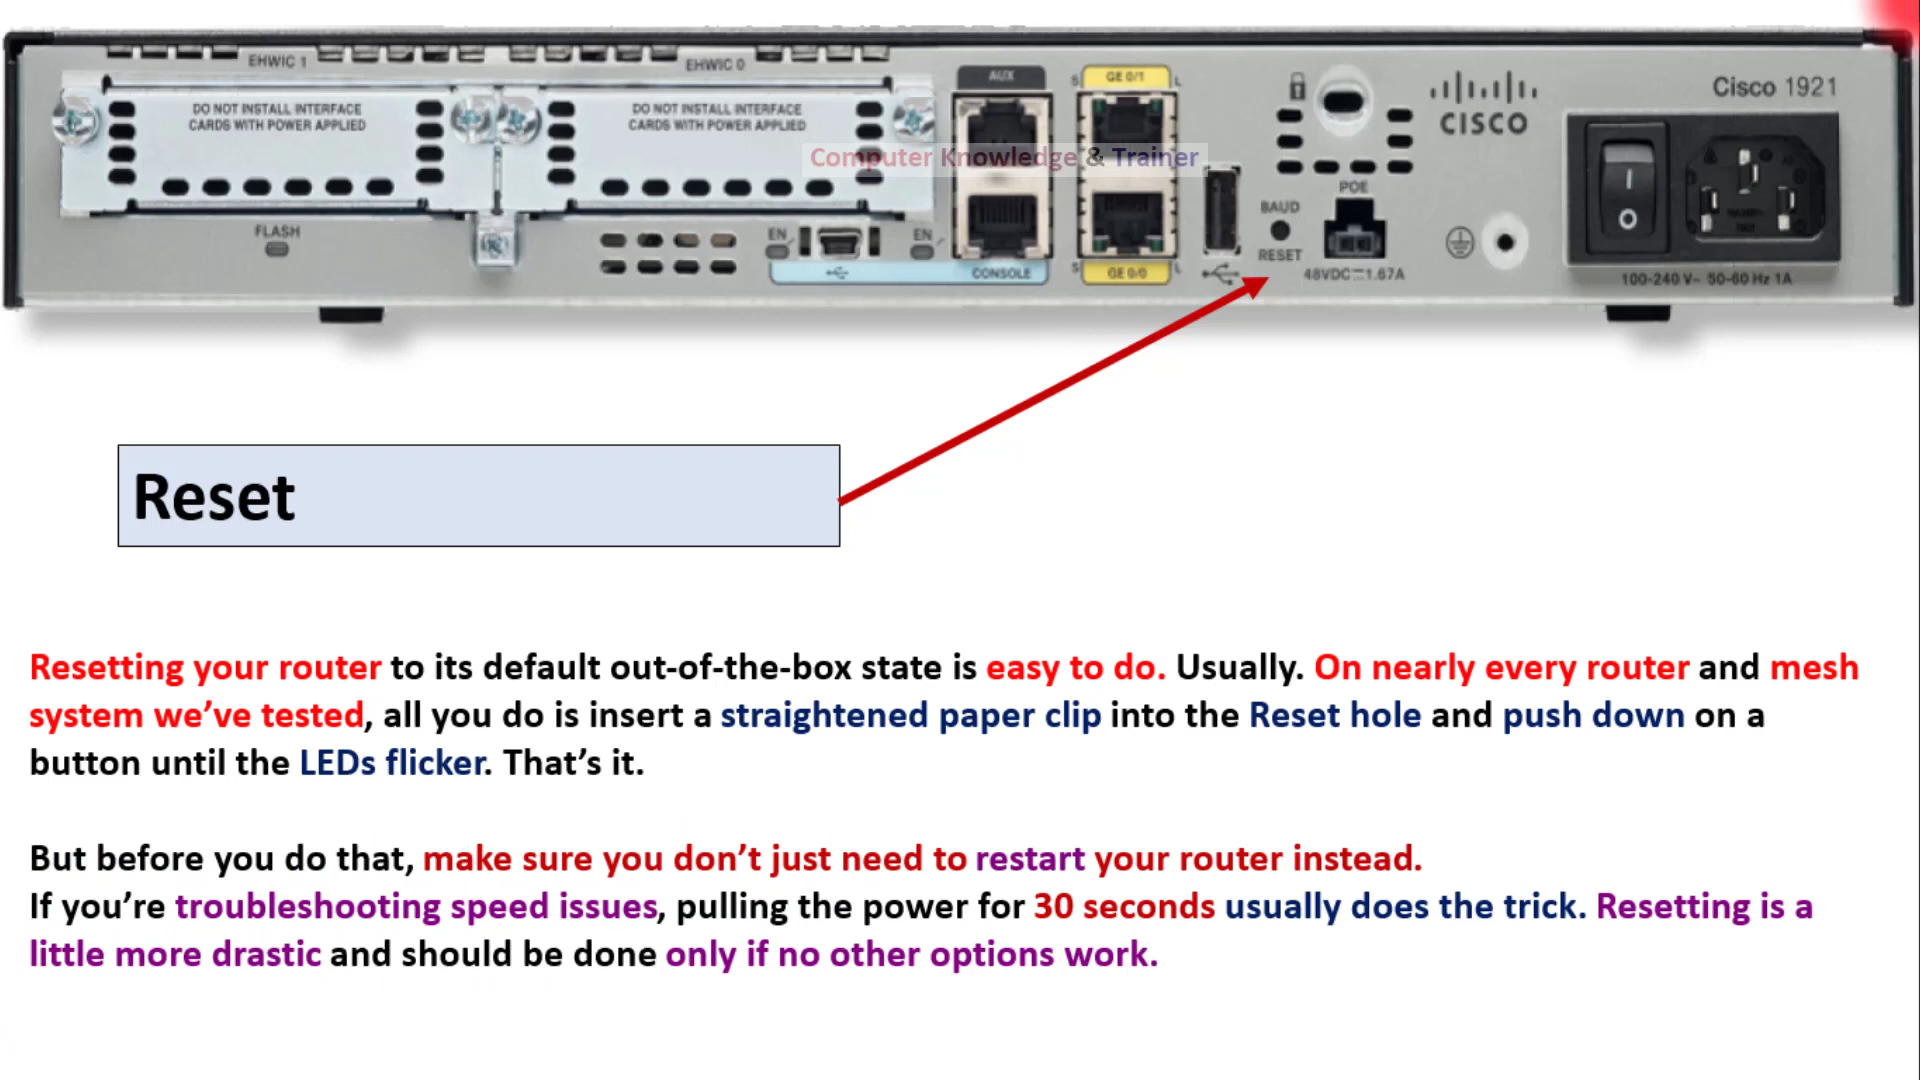 EHWIC 1
EHWIC 0
AUX
S GE 0/1 L
Cisco 1921
DO NOT INSTALL INTERFACE
CARDS WITH POWER APPLIED
DO NOT INSTALL INTERFACE
CARDS WITH POWER APPLIED
CISCO
Computer Knowledge & Trainer
POE
BAUD
FLASH
EN
EN
RESET
CONSOLE
S GE 0/0 L
48VDC⎓1.67A
100-240 V~ 50-60 Hz 1A
Reset
Resetting your router to its default out-of-the-box state is easy to do. Usually. On nearly every router and mesh
system we’ve tested, all you do is insert a straightened paper clip into the Reset hole and push down on a
button until the LEDs flicker. That’s it.
But before you do that, make sure you don’t just need to restart your router instead.
If you’re troubleshooting speed issues, pulling the power for 30 seconds usually does the trick. Resetting is a
little more drastic and should be done only if no other options work.